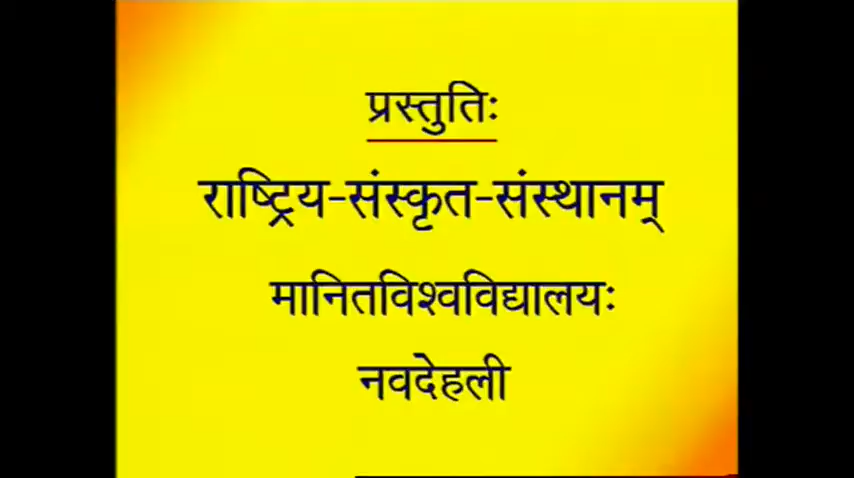 प्रस्तुतिः
राष्ट्रिय-संस्कृत-संस्थानम्
मानितविश्वविद्यालयः
नवदेहली